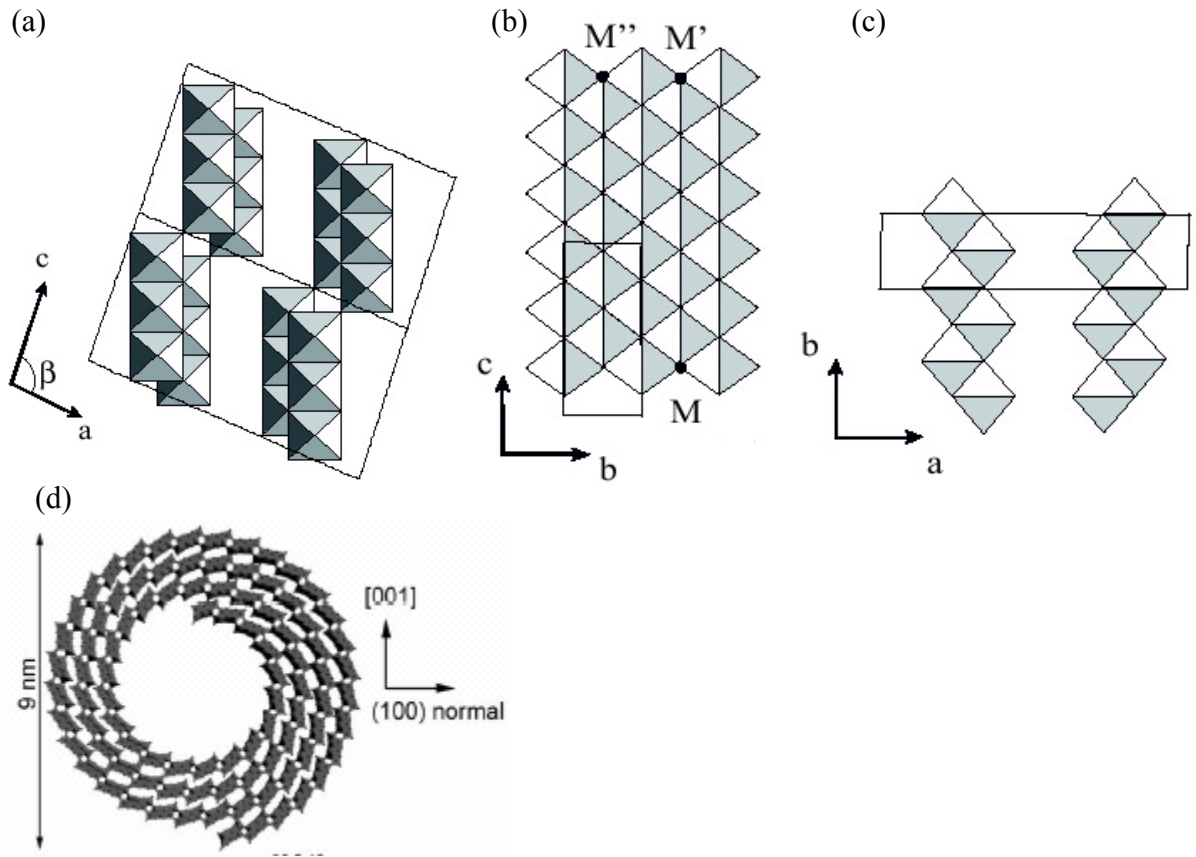 (a)
(b)
(c)
M’’ M’
c
β
a
c
b
M
b
a
(d)
9 nm
[001]
(100) normal